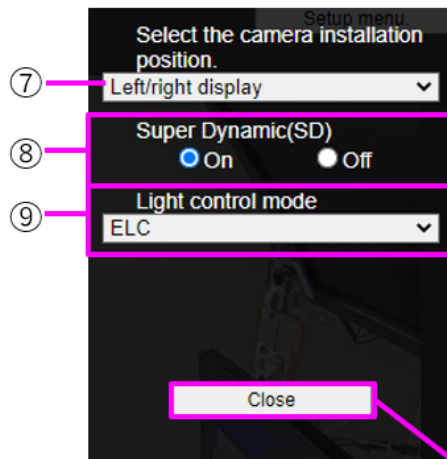 Setup menu.
Select the camera installation
position.
⑦
Left/right display
⑧
Super Dynamic(SD)
On Off
⑨
Light control mode
ELC
Close